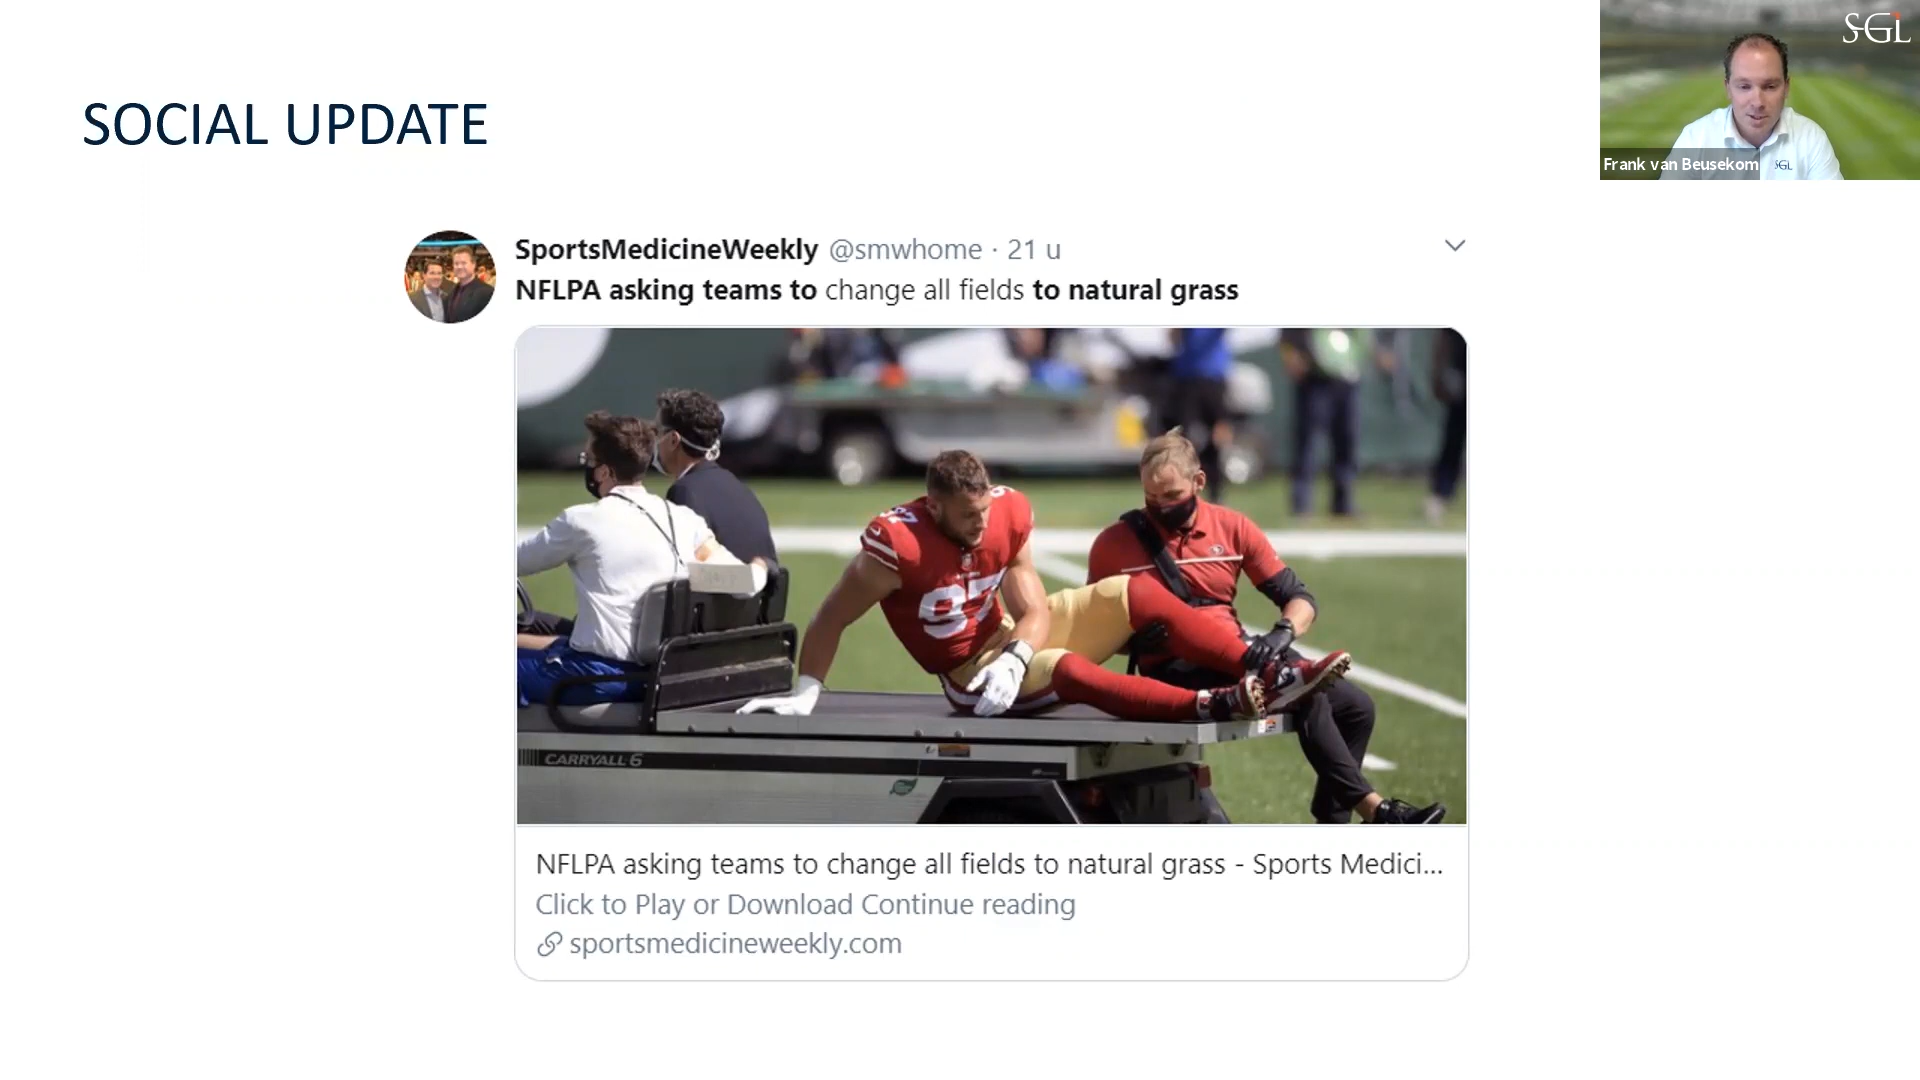 SGL
SOCIAL UPDATE
Frank van Beusekom
SGL
SportsMedicineWeekly @smwhome · 21 u
NFLPA asking teams to change all fields to natural grass
97
97
CARRYALL 6
NFLPA asking teams to change all fields to natural grass - Sports Medici...
Click to Play or Download Continue reading
sportsmedicineweekly.com